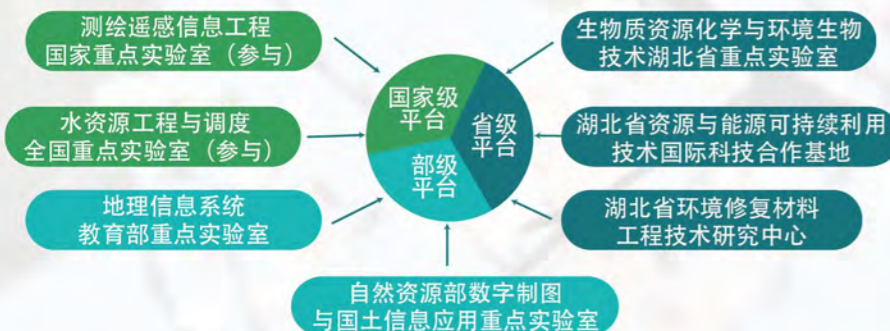 测绘遥感信息工程
国家重点实验室（参与）
水资源工程与调度
全国重点实验室（参与）
地理信息系统
教育部重点实验室
国家级
平台
省级
平台
部级
平台
生物质资源化学与环境生物
技术湖北省重点实验室
湖北省资源与能源可持续利用
技术国际科技合作基地
湖北省环境修复材料
工程技术研究中心
自然资源部数字制图
与国土信息应用重点实验室